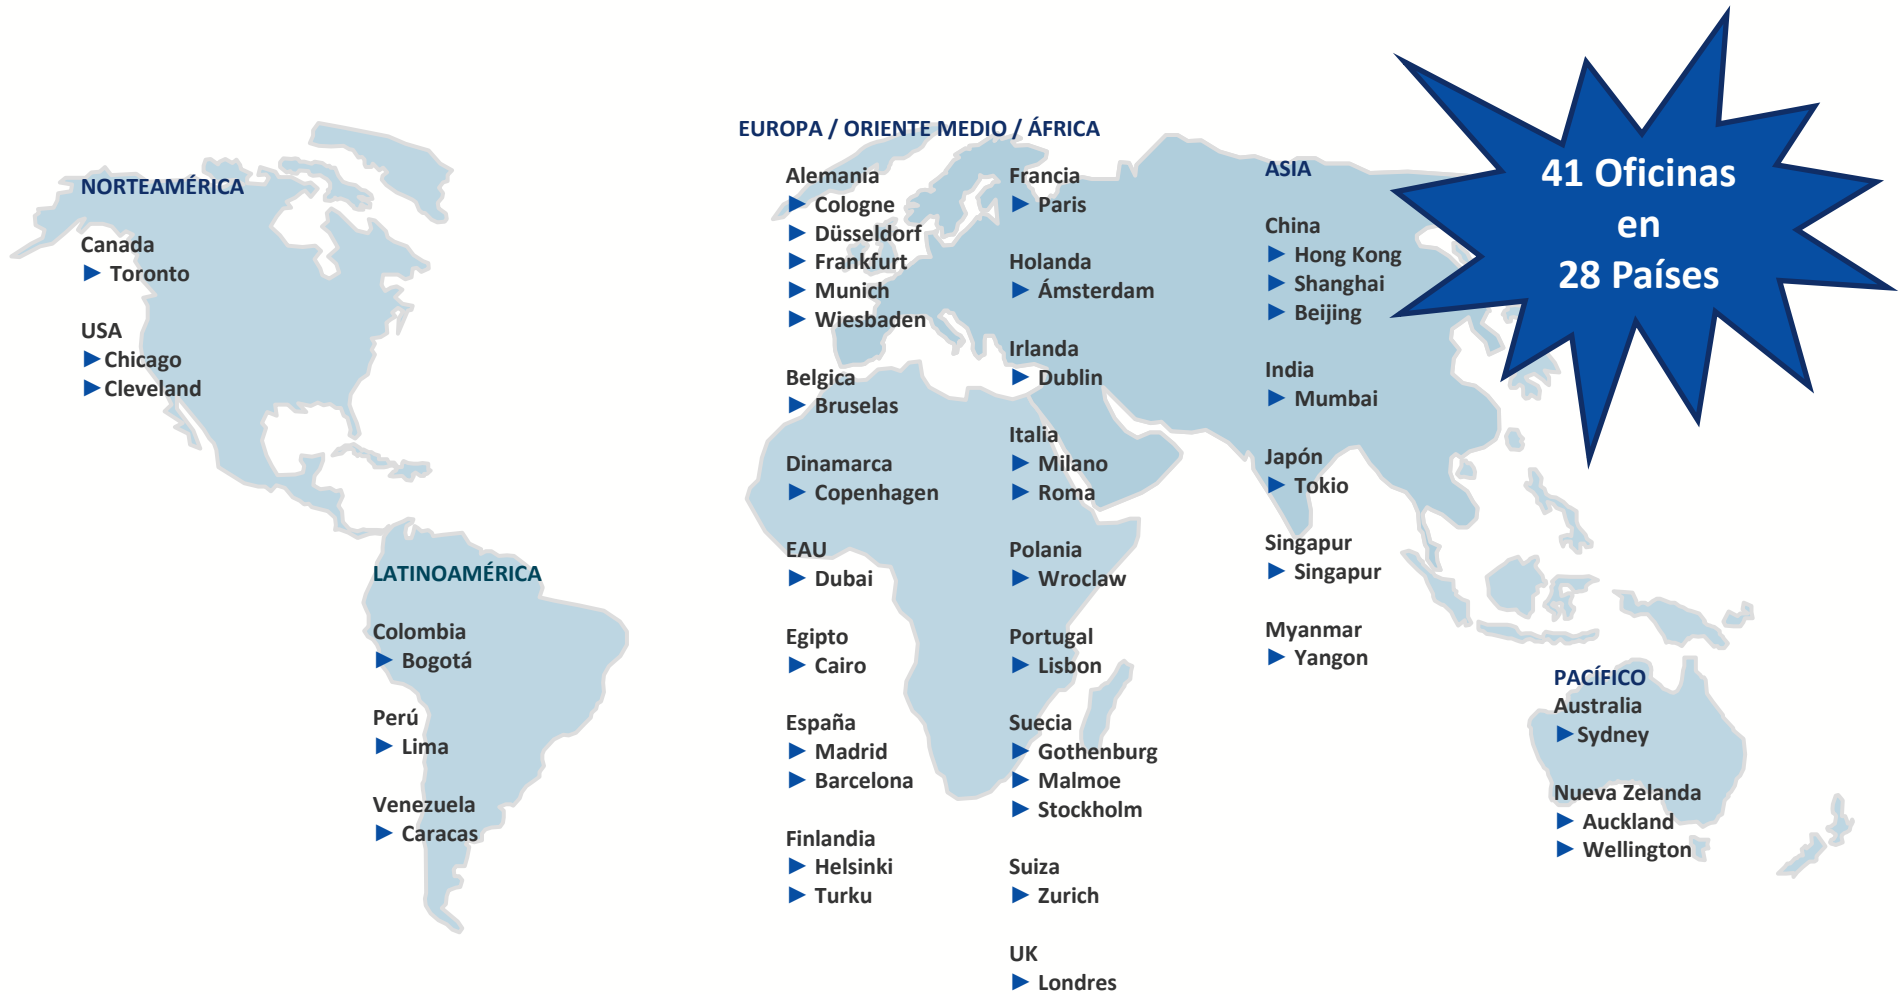 NORTEAMÉRICA
Canada
► Toronto
USA
►Chicago
►Cleveland
LATINOAMÉRICA
Colombia
► Bogotá
Perú
► Lima
Venezuela
► Caracas
EUROPA / ORIENTE MEDIO / ÁFRICA
Alemania
► Cologne
► Düsseldorf
► Frankfurt
► Munich
► Wiesbaden
Belgica
► Bruselas
Dinamarca
► Copenhagen
EAU
► Dubai
Egipto
► Cairo
España
► Madrid
► Barcelona
Finlandia
► Helsinki
► Turku
Francia
► Paris
Holanda
► Ámsterdam
Irlanda
► Dublin
Italia
► Milano
► Roma
Polania
► Wroclaw
Portugal
► Lisbon
Suecia
► Gothenburg
► Malmoe
► Stockholm
Suiza
► Zurich
UK
► Londres
ASIA
China
► Hong Kong
► Shanghai
► Beijing
India
► Mumbai
Japón
► Tokio
Singapur
► Singapur
Myanmar
► Yangon
PACÍFICO
Australia
►Sydney
Nueva Zelanda
► Auckland
► Wellington
41 Oficinas
en
28 Países